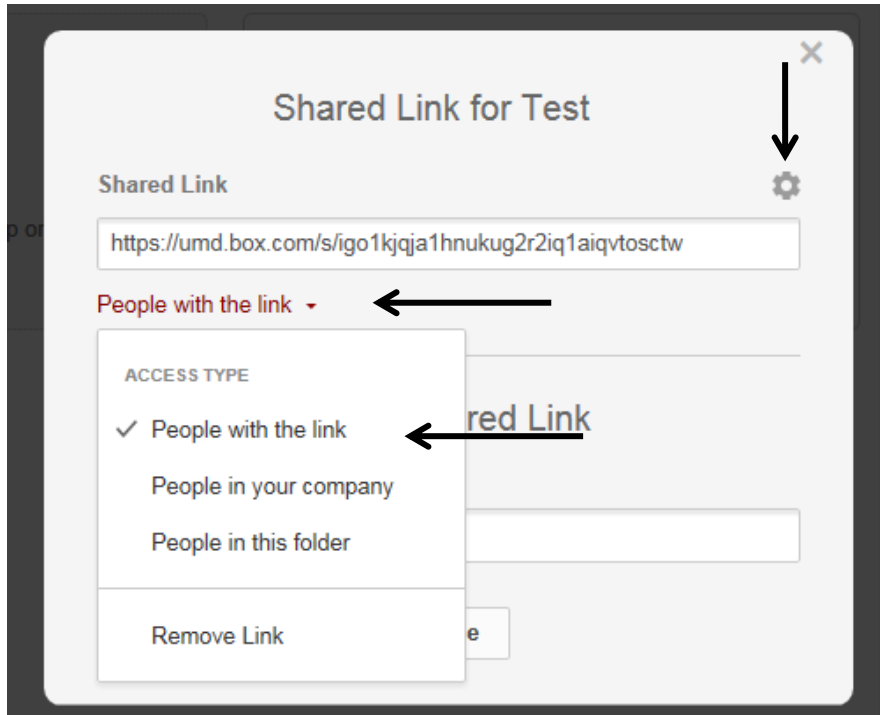 Shared Link for Test
Shared Link
p or
https://umd.box.com/s/igo1kjqja1hnukug2r2iq1aiqvtosctw
People with the link
ACCESS TYPE
People with the link
red Link
People in your company
People in this folder
Remove Link
e